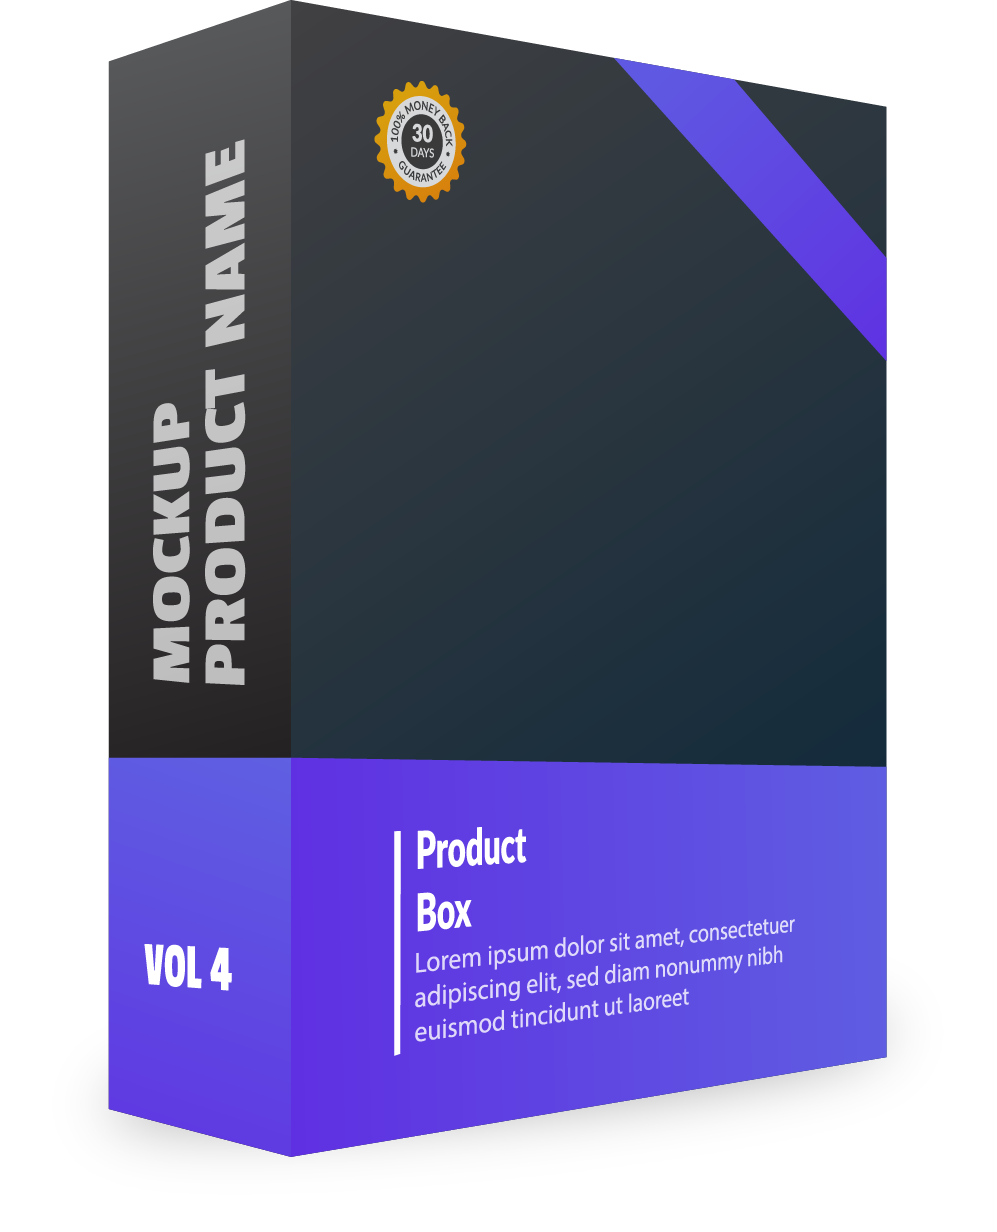 MOCKUP
PRODUCT NAME
VOL 4
100% MONEY BACK
30
DAYS
GUARANTEE
Product
Box
Lorem ipsum dolor sit amet, consectetuer
adipiscing elit, sed diam nonummy nibh
euismod tincidunt ut laoreet